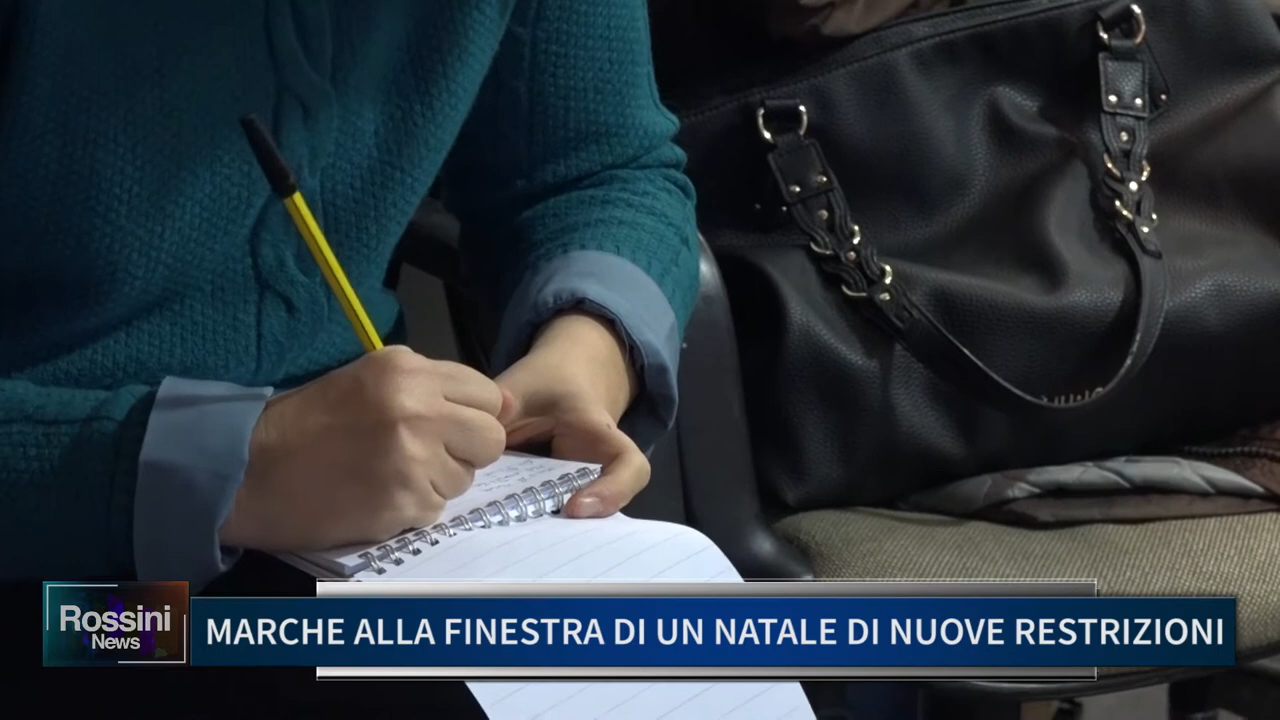 Rossini
News
MARCHE ALLA FINESTRA DI UN NATALE DI NUOVE RESTRIZIONI